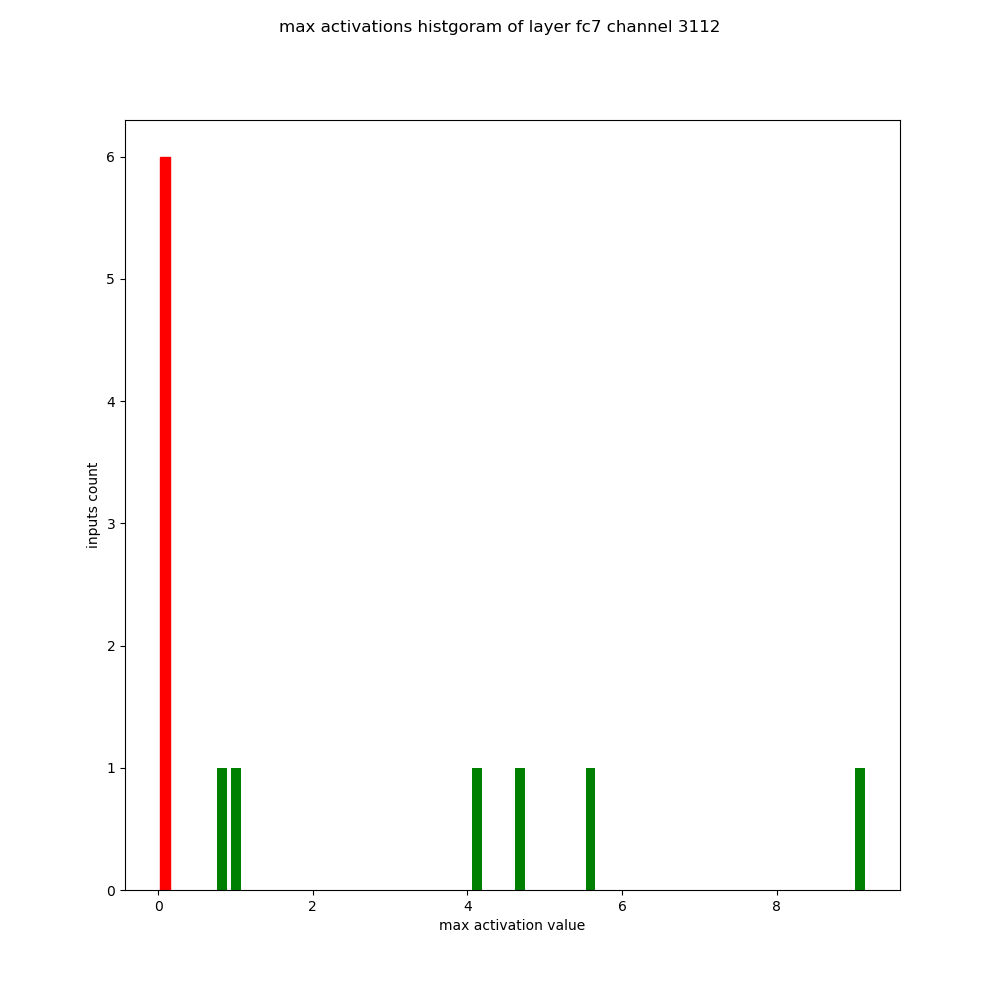 max activations histgoram of layer fc7 channel 3112
6
5
4
3
2
1
0
inputs count
0 2 4 6 8
max activation value